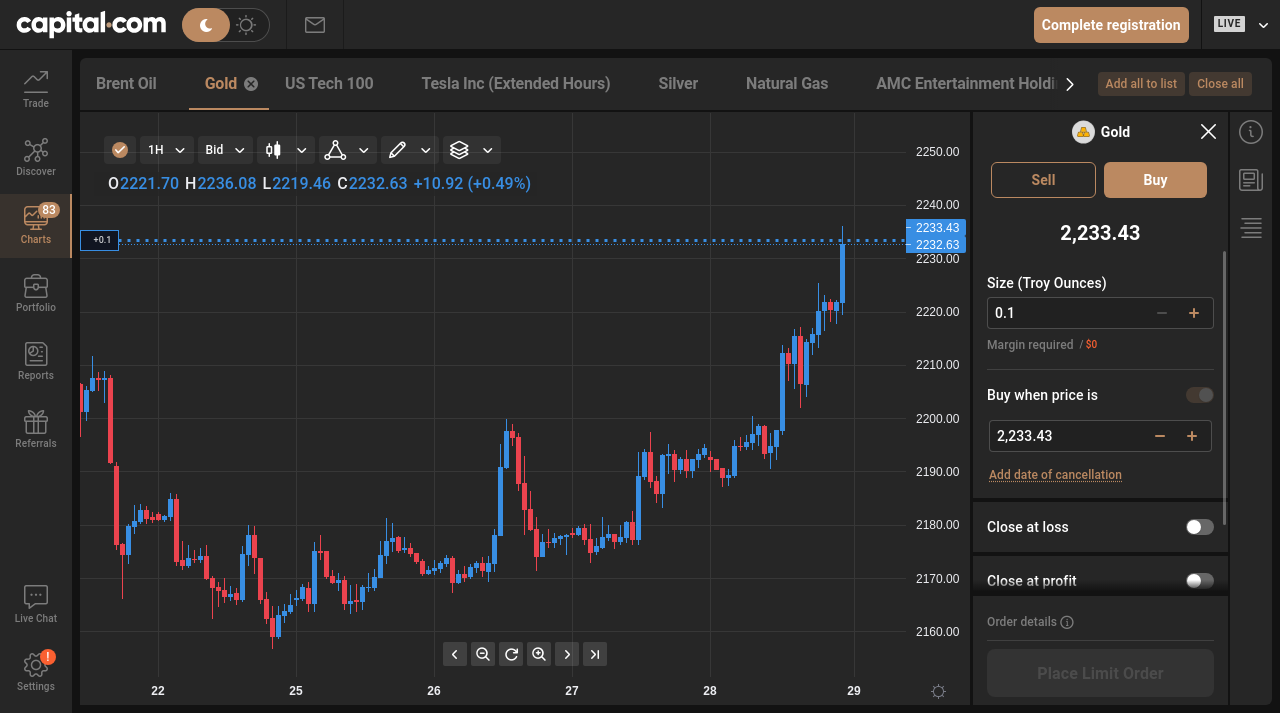 capital.com
Complete registration
LIVE
Trade
Discover
83
Charts
Portfolio
Reports
Referrals
Live Chat
!
Settings
Brent Oil
Gold
US Tech 100
Tesla Inc (Extended Hours)
Silver
Natural Gas
AMC Entertainment Holdi
Add all to list
Close all
1H
Bid
O2221.70 H2236.08 L2219.46 C2232.63 +10.92 (+0.49%)
+0.1
2250.00
2240.00
2233.43
2232.63
2230.00
2220.00
2210.00
2200.00
2190.00
2180.00
2170.00
2160.00
22
25
26
27
28
29
Gold
Sell
Buy
2,233.43
Size (Troy Ounces)
0.1
Margin required / $0
Buy when price is
2,233.43
Add date of cancellation
Close at loss
Close at profit
Order details
Place Limit Order